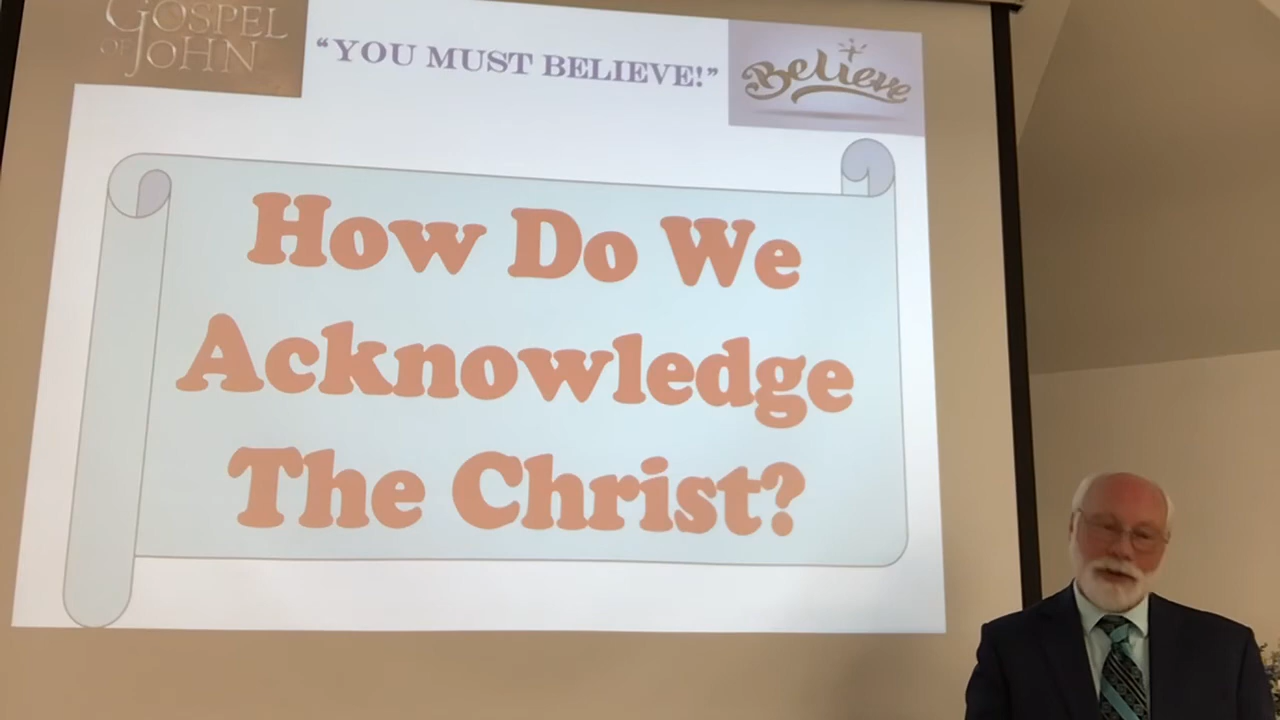 GOSPEL
OF JOHN
“YOU MUST BELIEVE!”
Believe
How Do We
Acknowledge
The Christ?